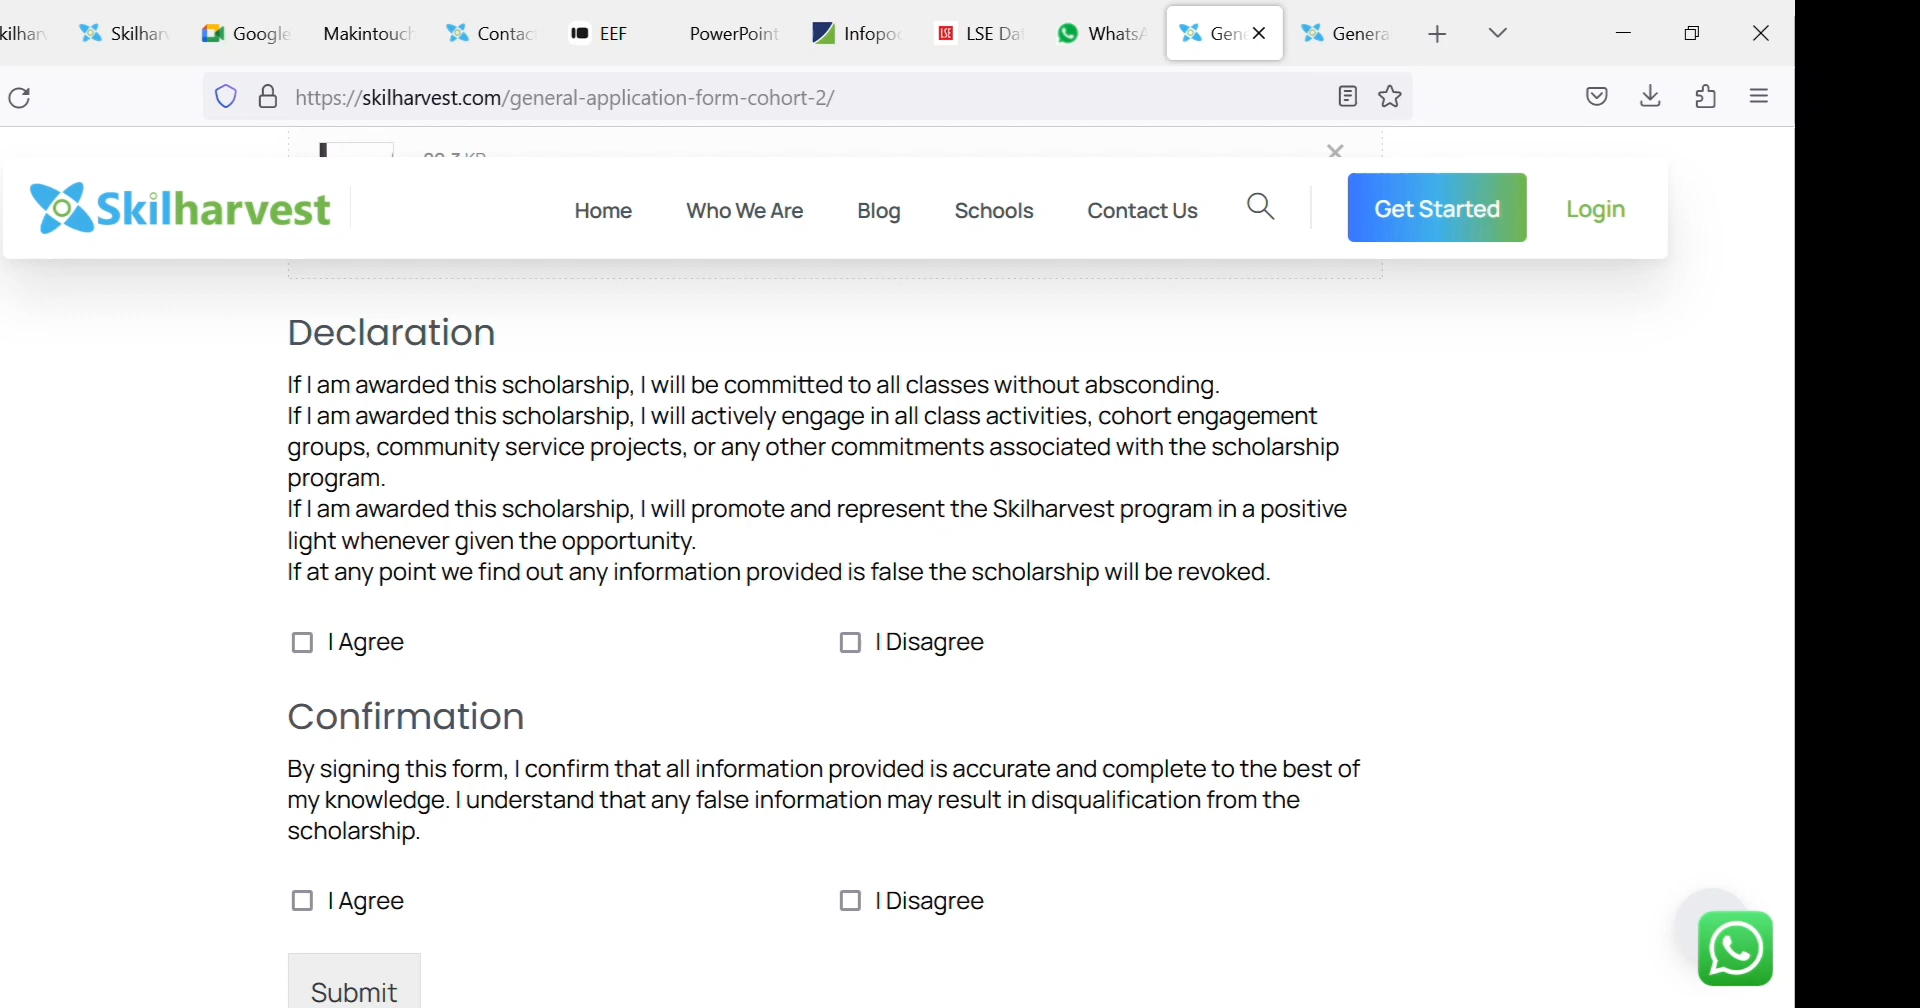 Skilhar
Google
Makintouch
Contac
EEF
PowerPoint
Infopo
LSE LSE Da
WhatsA
Gen
Genera
https://skilharvest.com/general-application-form-cohort-2/
Skilharvest
Home
Who We Are
Blog
Schools
Contact Us
Get Started
Login
Declaration
If I am awarded this scholarship, I will be committed to all classes without absconding.
If I am awarded this scholarship, I will actively engage in all class activities, cohort engagement
groups, community service projects, or any other commitments associated with the scholarship
program.
If I am awarded this scholarship, I will promote and represent the Skilharvest program in a positive
light whenever given the opportunity.
If at any point we find out any information provided is false the scholarship will be revoked.
I Agree
I Disagree
Confirmation
By signing this form, I confirm that all information provided is accurate and complete to the best of
my knowledge. I understand that any false information may result in disqualification from the
scholarship.
I Agree
I Disagree
Submit